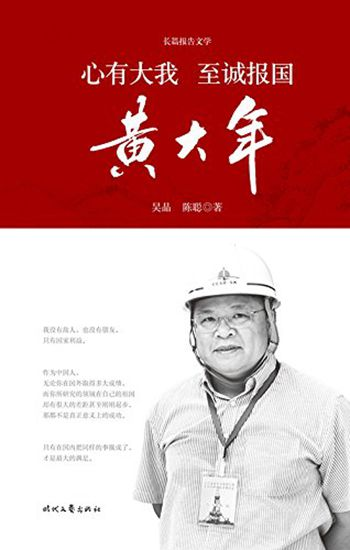 长篇报告文学
心有大我 至诚报国
黄大年
吴晶 陈聪◎著
我没有敌人，也没有朋友，
只有国家利益。
作为中国人，
无论你在国外取得多大成绩，
而你所研究的领域在自己的祖国
却有很大的差距甚至刚刚起步，
那都不是真正意义上的成功。
只有在国内把同样的事做成了，
才是最大的满足。
时代文艺出版社